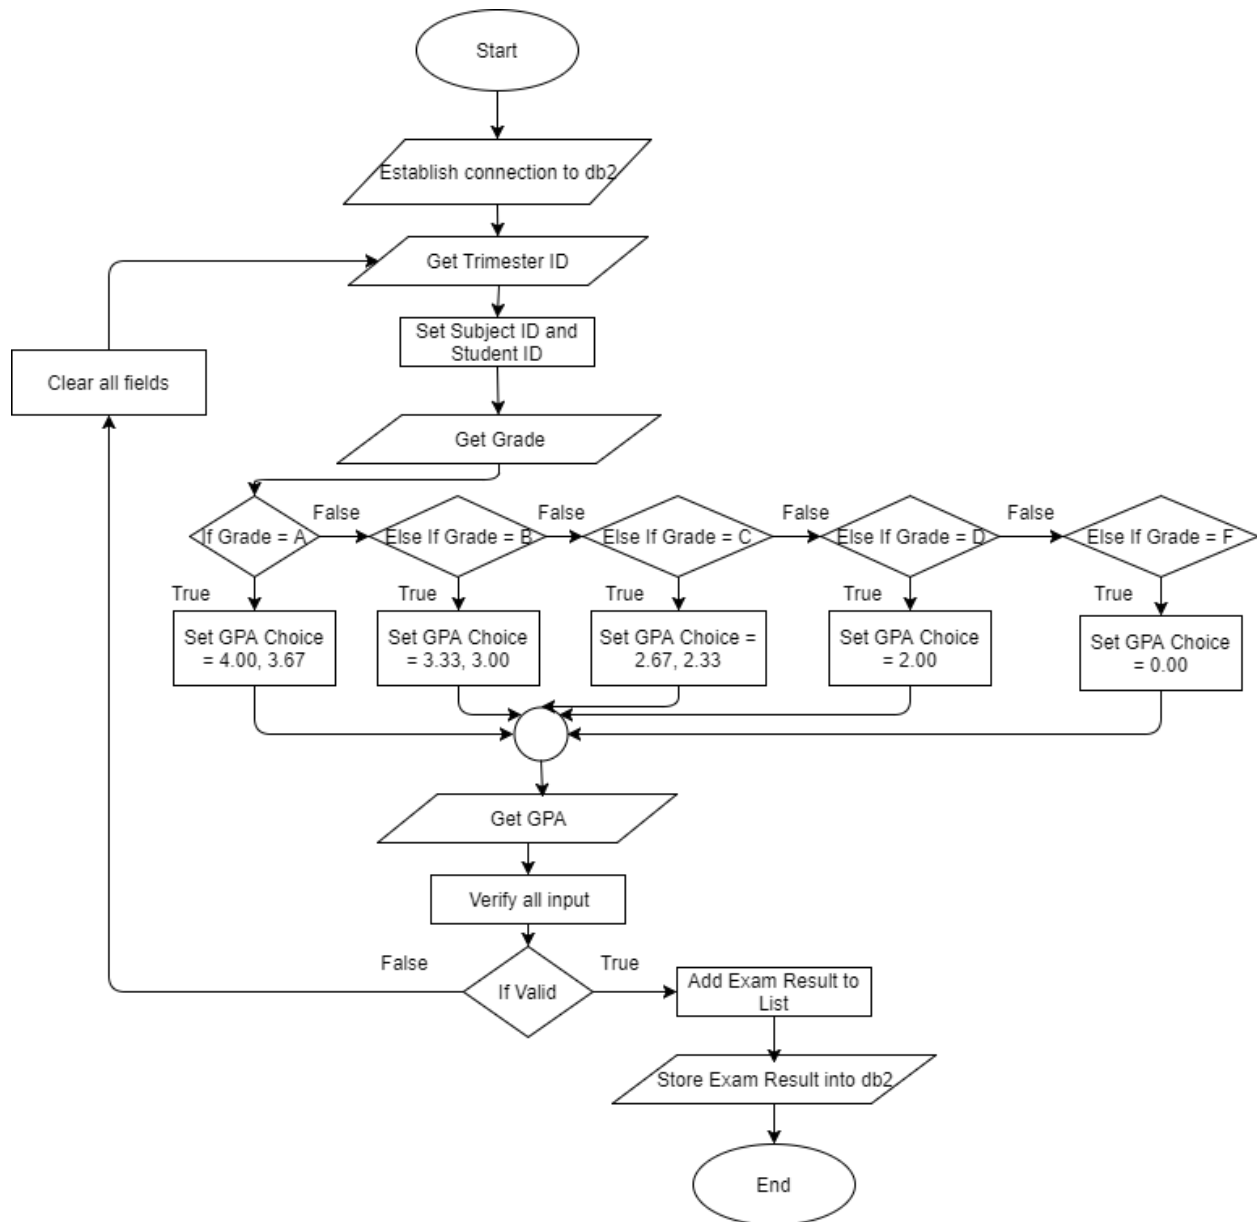 Start
Establish connection to db2
Get Trimester ID
Set Subject ID and
Student ID
Clear all fields
Get Grade
If Grade = A
False
Else If Grade = B
False
Else If Grade = C
False
Else If Grade = D
False
Else If Grade = F
True
True
True
True
True
Set GPA Choice
= 4.00, 3.67
Set GPA Choice
= 3.33, 3.00
Set GPA Choice =
2.67, 2.33
Set GPA Choice
= 2.00
Set GPA Choice
= 0.00
Get GPA
Verify all input
False
True
If Valid
Add Exam Result to
List
Store Exam Result into db2
End